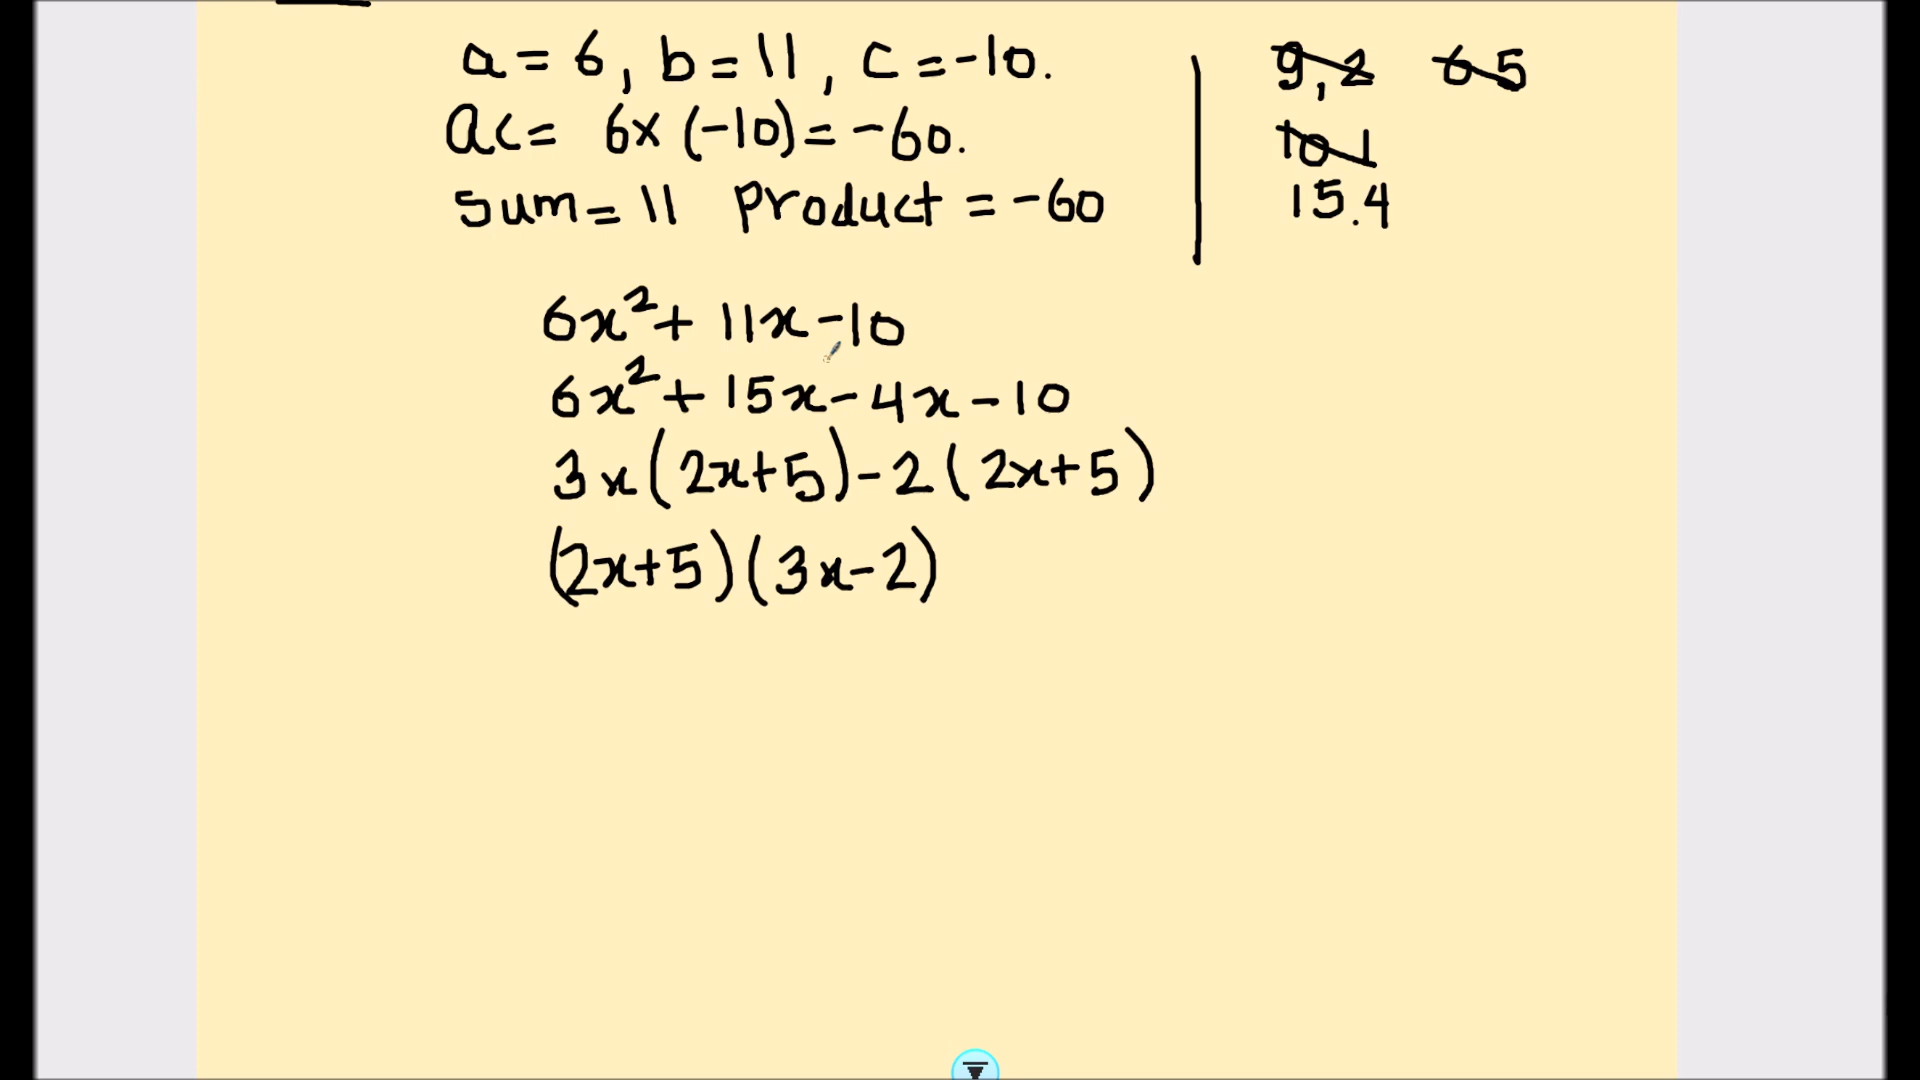 a = 6, b = 11, c = -10.
ac = 6x (-10) = -60.
sum = 11 product = -60
9, 2 6 5
10 1
15.4
6x² + 11x - 10
6x² + 15x - 4x - 10
3x (2x+5) - 2 (2x+5)
(2x+5) (3x-2)